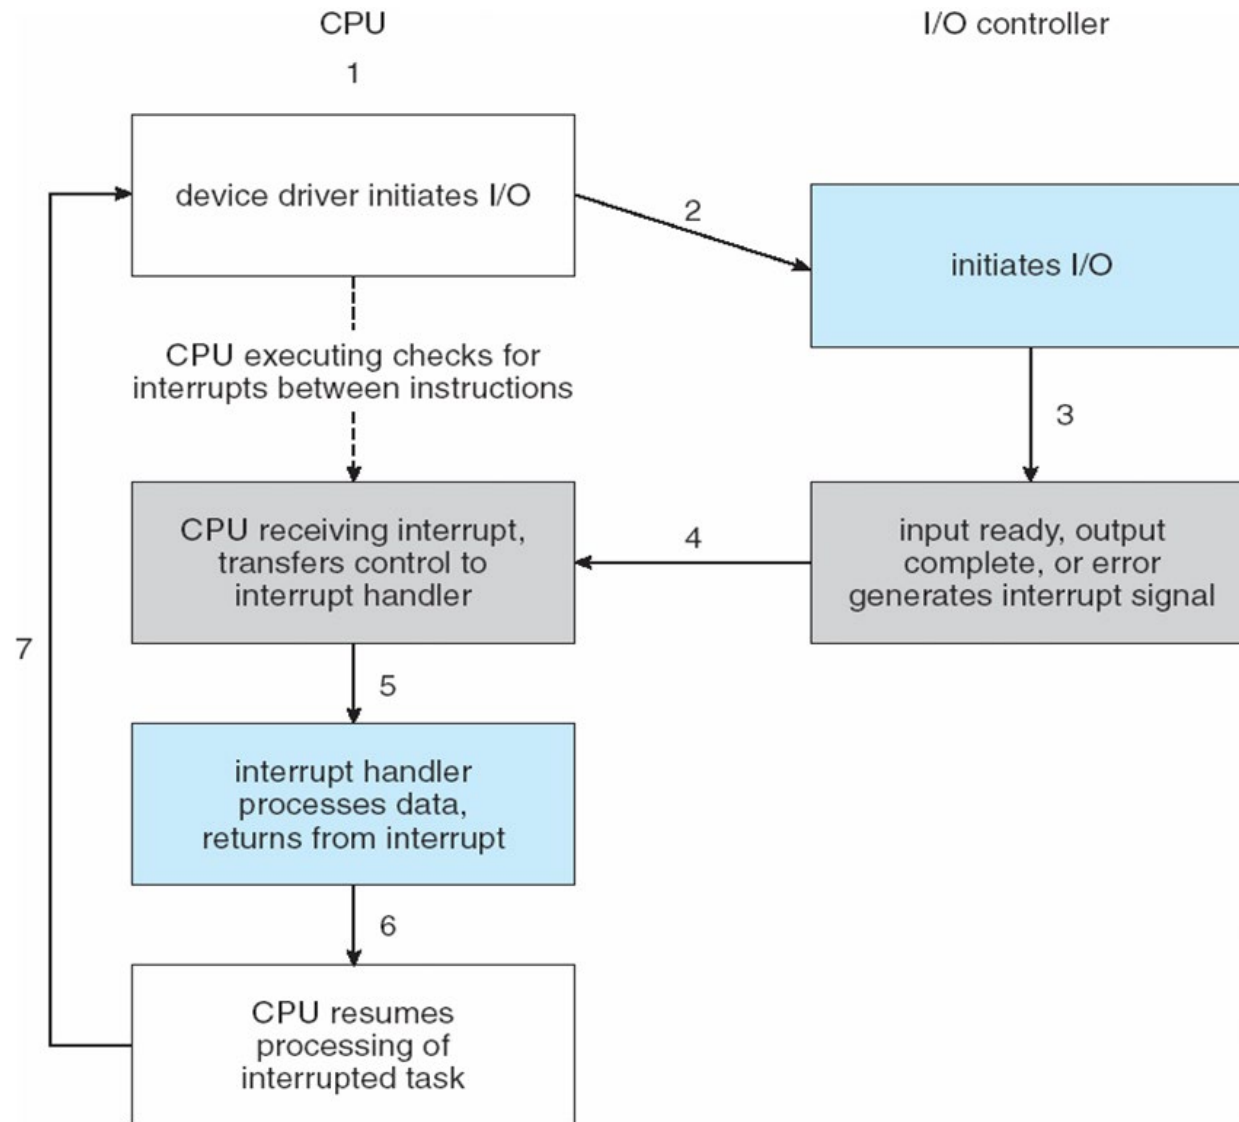 CPU
I/O controller
1
device driver initiates I/O
2
initiates I/O
CPU executing checks for
interrupts between instructions
3
CPU receiving interrupt,
transfers control to
interrupt handler
4
input ready, output
complete, or error
generates interrupt signal
7
5
interrupt handler
processes data,
returns from interrupt
6
CPU resumes
processing of
interrupted task